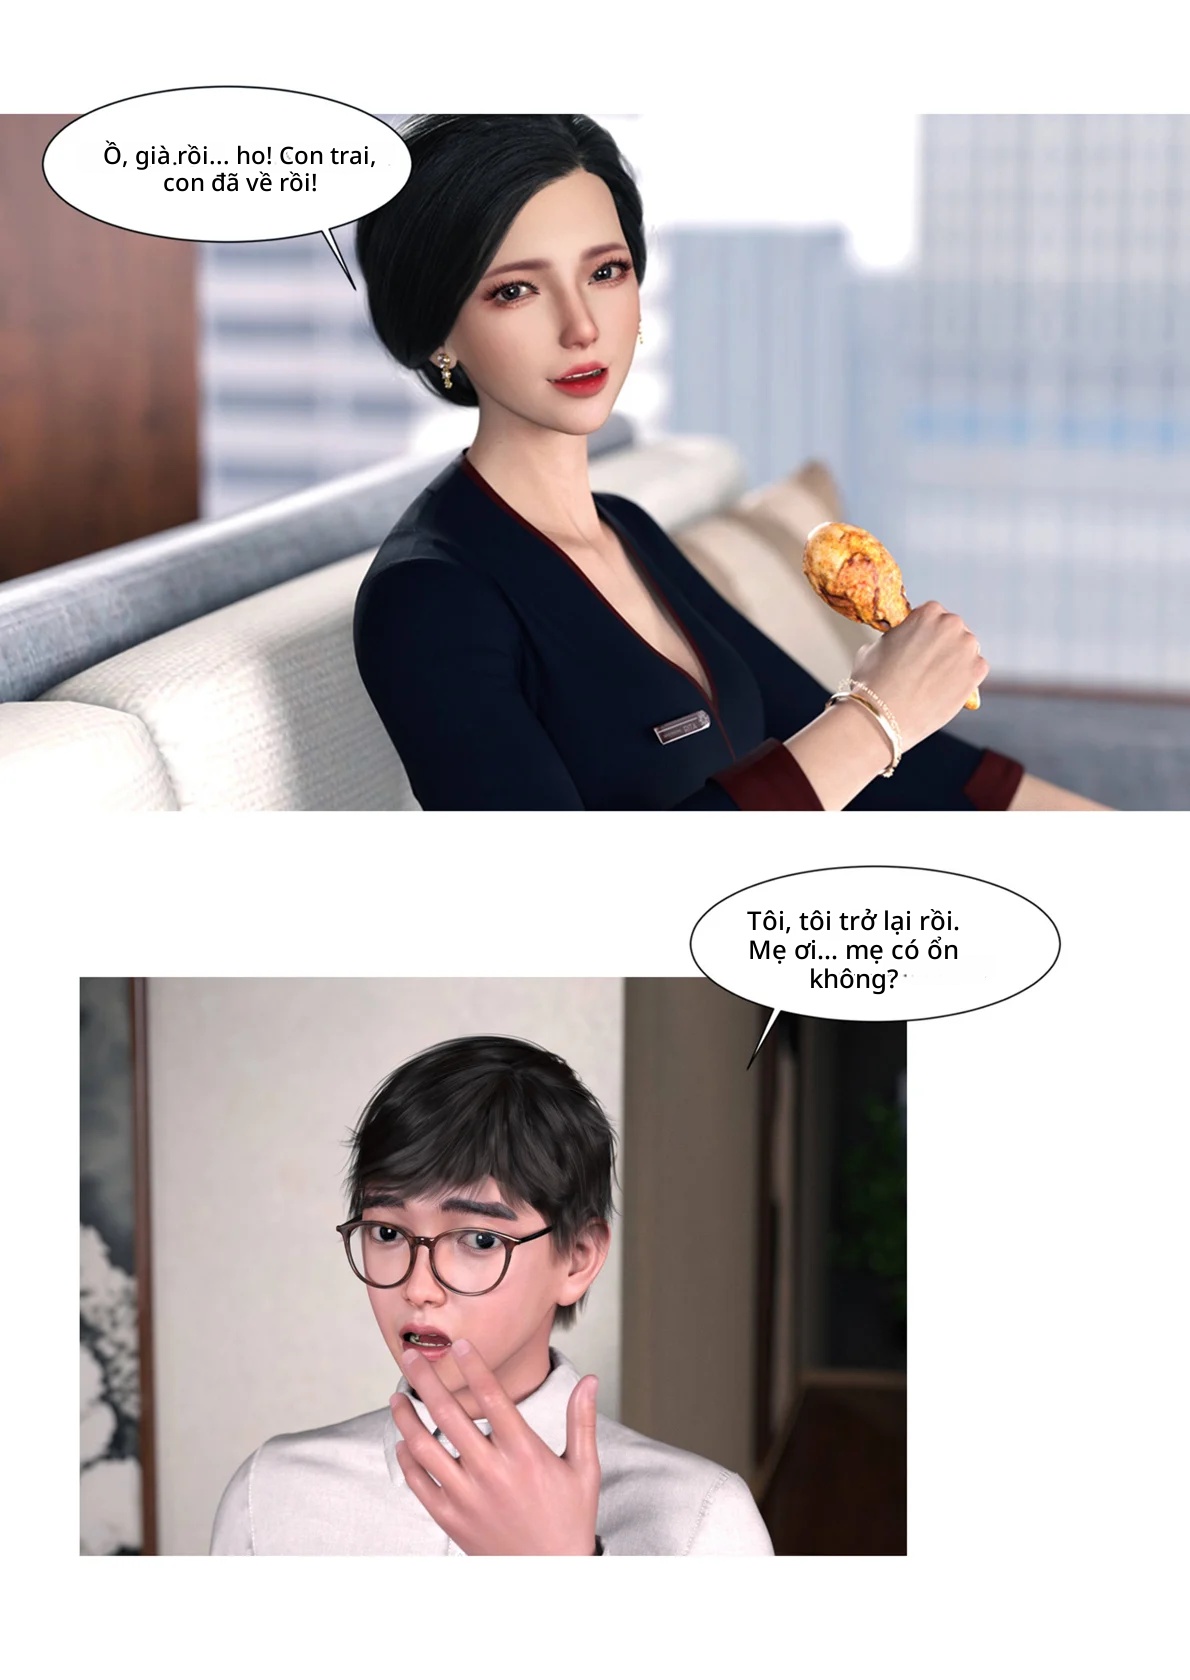 Ồ, già rồi... ho! Con trai,
con đã về rồi!
Tôi, tôi trở lại rồi.
Mẹ ơi... mẹ có ổn
không?